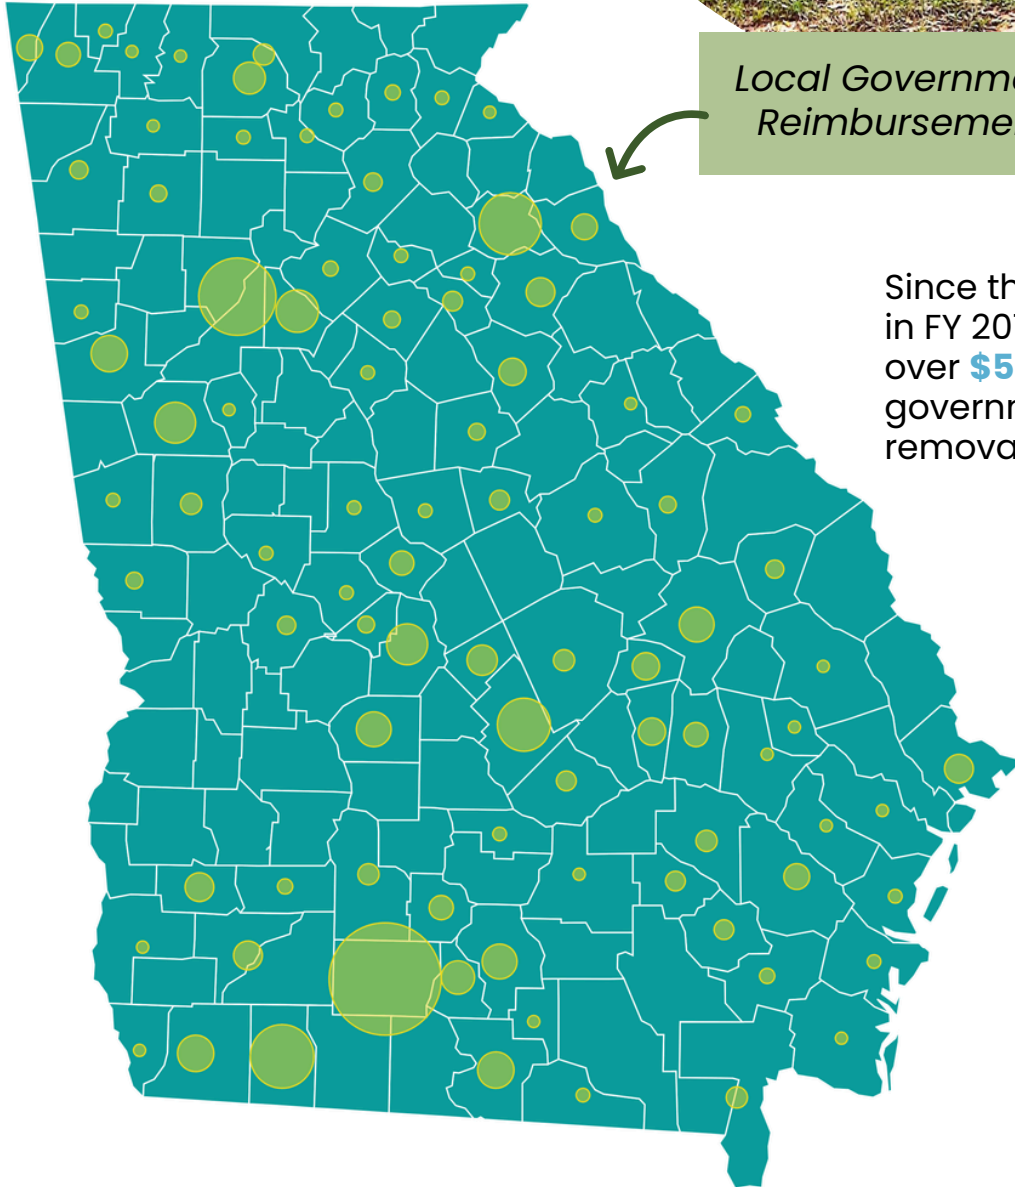 Local Governme
Reimburseme
Since th
in FY 20
over $5
governm
remova